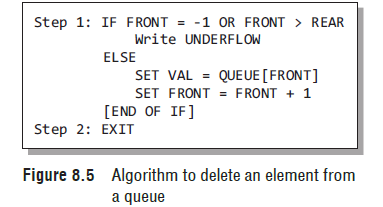 Step 1: IF FRONT = -1 OR FRONT > REAR
Write UNDERFLOW
ELSE
SET VAL = QUEUE[FRONT]
SET FRONT = FRONT + 1
[END OF IF]
Step 2: EXIT
Figure 8.5 Algorithm to delete an element from
a queue